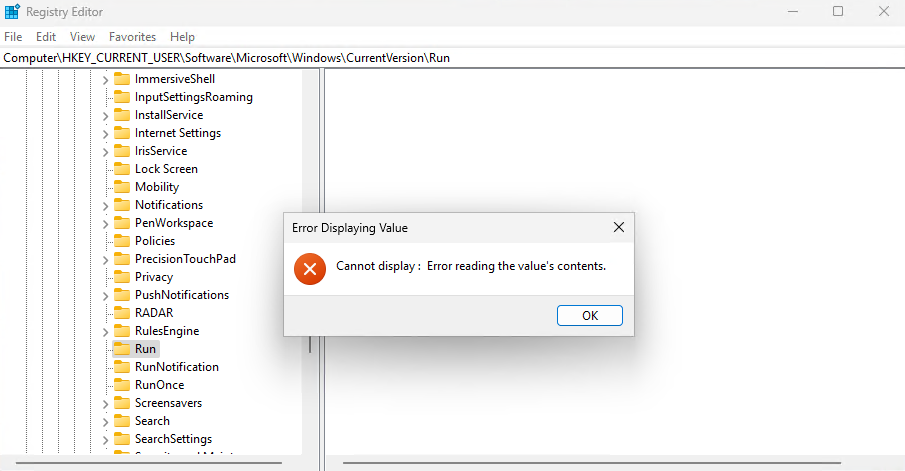 Registry Editor
File Edit View Favorites Help
Computer\HKEY_CURRENT_USER\Software\Microsoft\Windows\CurrentVersion\Run
ImmersiveShell
InputSettingsRoaming
InstallService
Internet Settings
IrisService
Lock Screen
Mobility
Notifications
PenWorkspace
Policies
PrecisionTouchPad
Privacy
PushNotifications
RADAR
RulesEngine
Run
RunNotification
RunOnce
Screensavers
Search
SearchSettings
Error Displaying Value
Cannot display : Error reading the value's contents.
OK